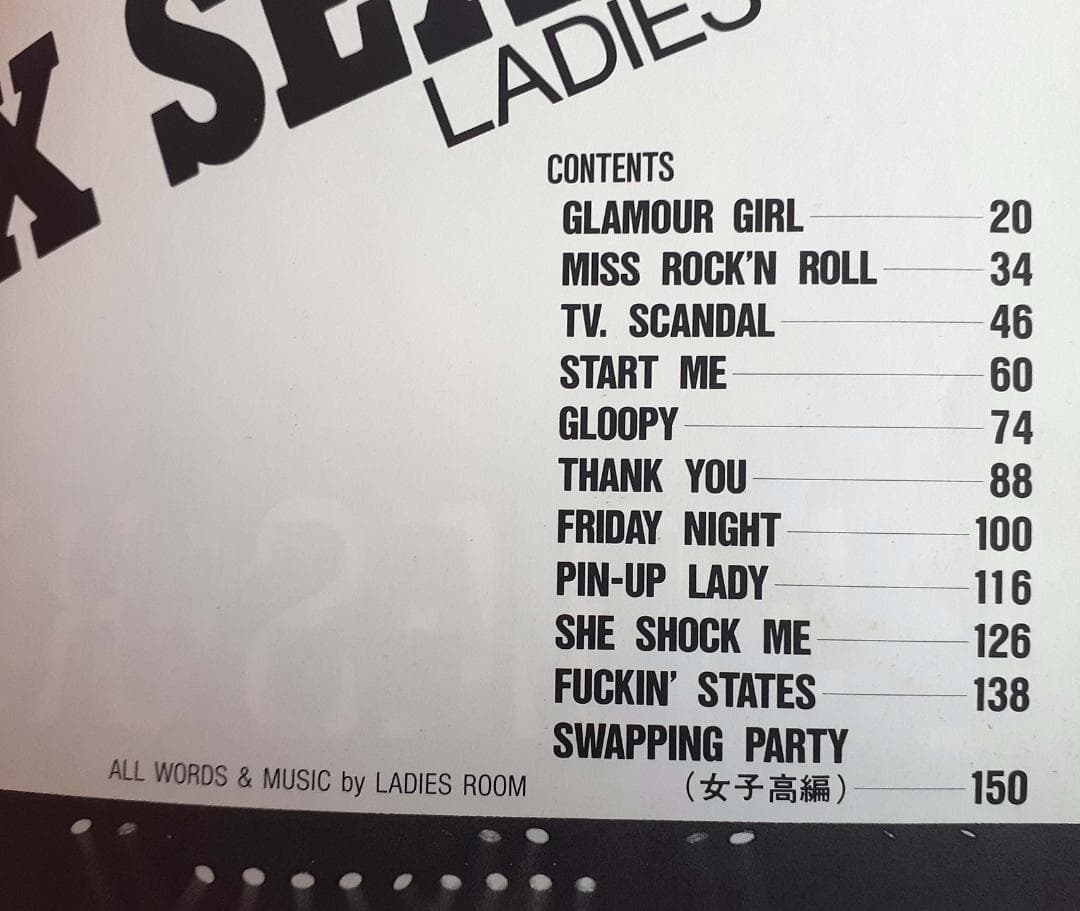 LADIES
CONTENTS
GLAMOUR GIRL 20
MISS ROCK'N ROLL 34
TV. SCANDAL 46
START ME 60
GLOOPY 74
THANK YOU 88
FRIDAY NIGHT 100
PIN-UP LADY 116
SHE SHOCK ME 126
FUCKIN' STATES 138
SWAPPING PARTY
(女子高編) 150
ALL WORDS & MUSIC by LADIES ROOM